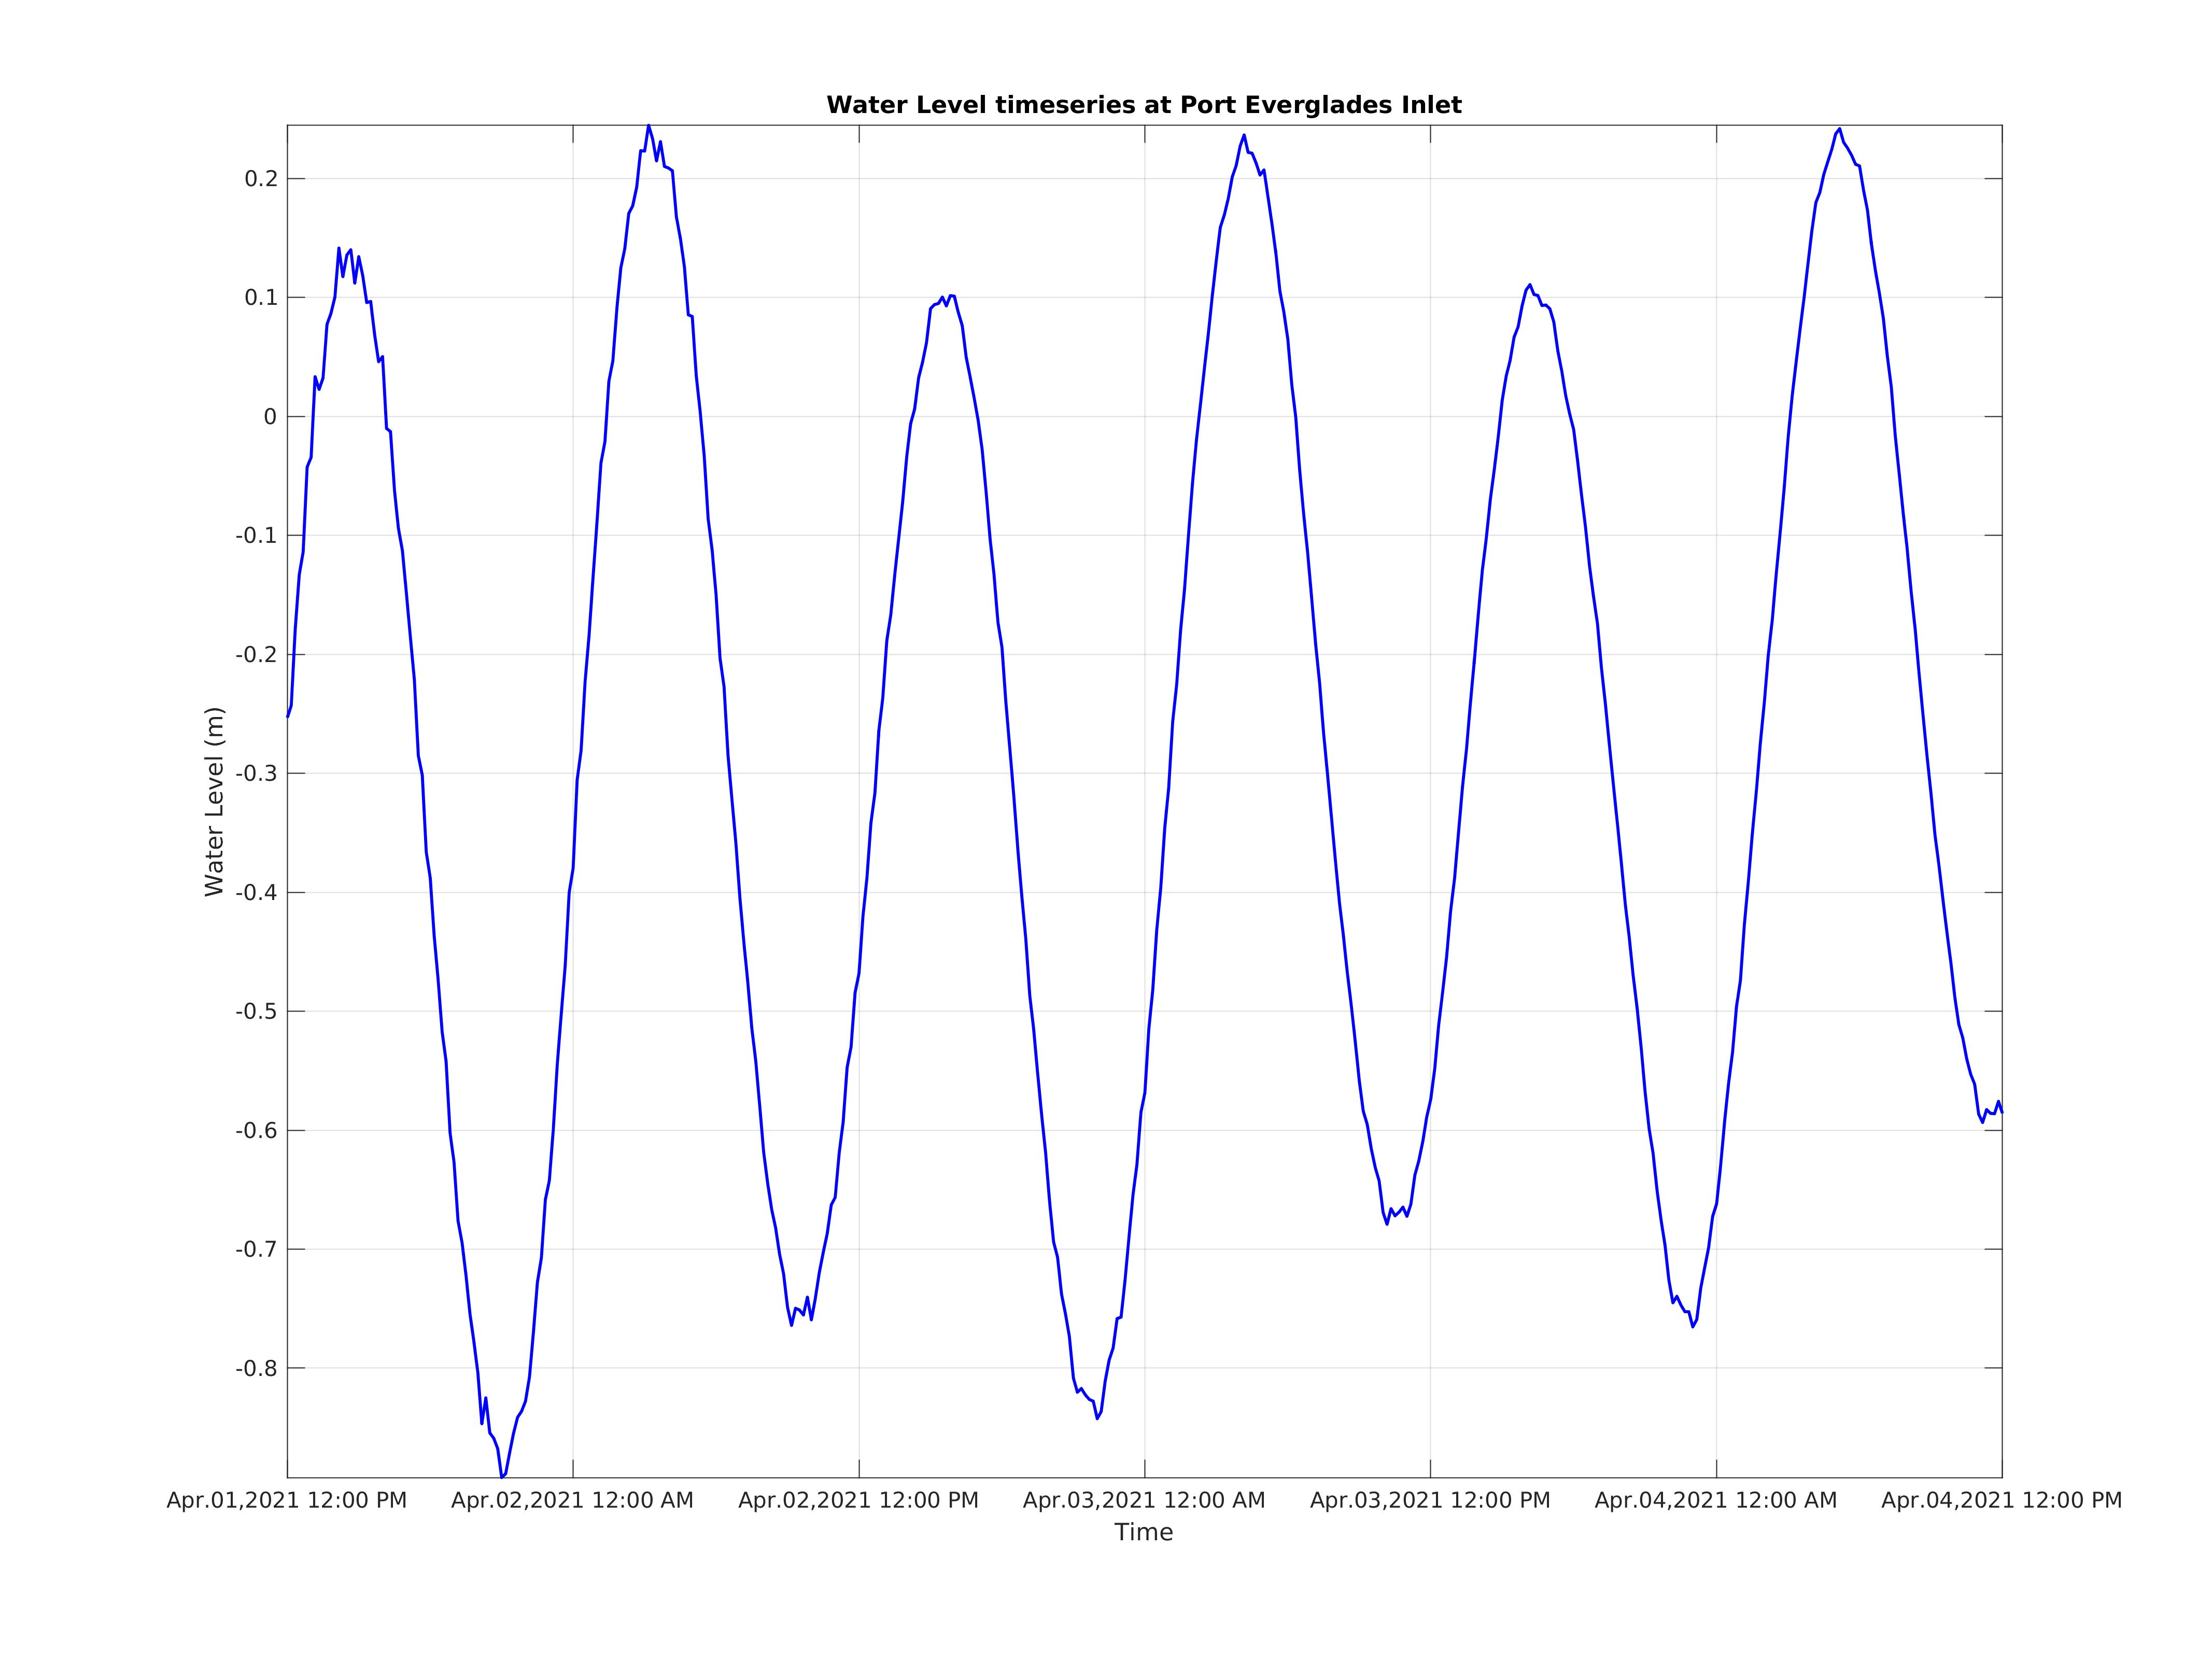 Water Level timeseries at Port Everglades Inlet
0.2
0.1
0
-0.1
-0.2
-0.3
-0.4
-0.5
-0.6
-0.7
-0.8
Water Level (m)
Apr.01,2021 12:00 PM Apr.02,2021 12:00 AM Apr.02,2021 12:00 PM Apr.03,2021 12:00 AM Apr.03,2021 12:00 PM Apr.04,2021 12:00 AM Apr.04,2021 12:00 PM
Time